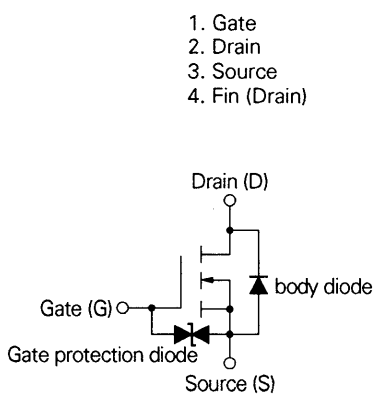 1. Gate
2. Drain
3. Source
4. Fin (Drain)
Drain (D)
body diode
Gate (G)
Gate protection diode
Source (S)